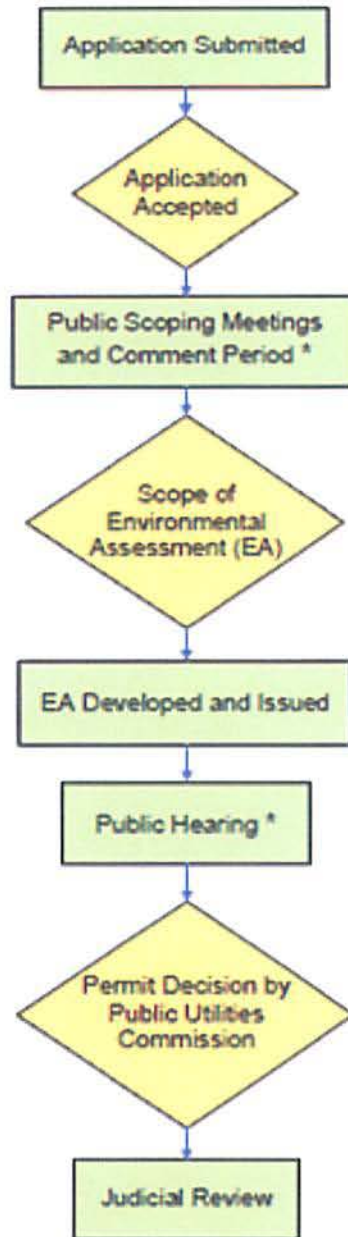 Application Submitted
Application
Accepted
Public Scoping Meetings
and Comment Period *
Scope of
Environmental
Assessment (EA)
EA Developed and Issued
Public Hearing *
Permit Decision by
Public Utilities
Commission
Judicial Review